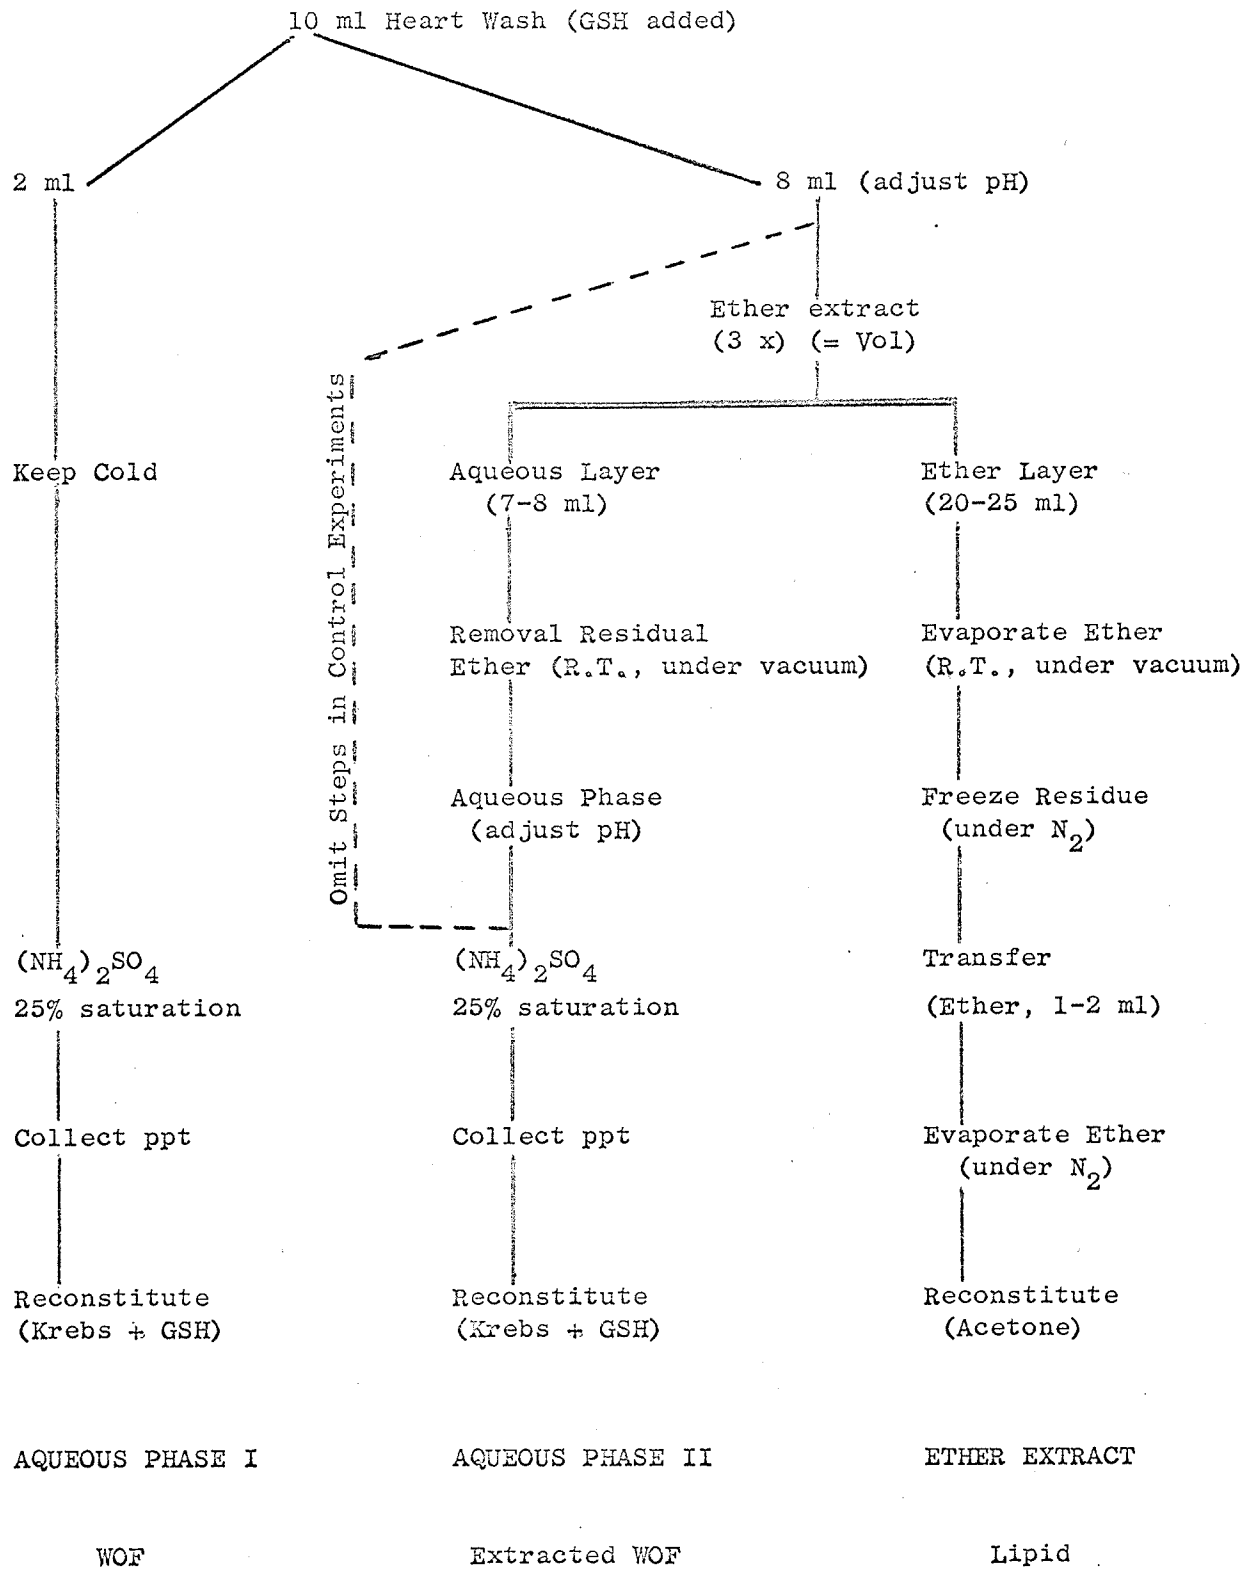 10 ml Heart Wash (GSH added)
2 ml
8 ml (adjust pH)
Ether extract
(3 x) (= Vol)
Omit Steps in Control Experiments
Keep Cold
Aqueous Layer
(7-8 ml)
Ether Layer
(20-25 ml)
Removal Residual
Ether (R.T., under vacuum)
Evaporate Ether
(R.T., under vacuum)
Aqueous Phase
(adjust pH)
Freeze Residue
(under N2)
(NH4)2SO4
25% saturation
(NH4)2SO4
25% saturation
Transfer
(Ether, 1-2 ml)
Collect ppt
Collect ppt
Evaporate Ether
(under N2)
Reconstitute
(Krebs + GSH)
Reconstitute
(Krebs + GSH)
Reconstitute
(Acetone)
AQUEOUS PHASE I
AQUEOUS PHASE II
ETHER EXTRACT
WOF
Extracted WOF
Lipid